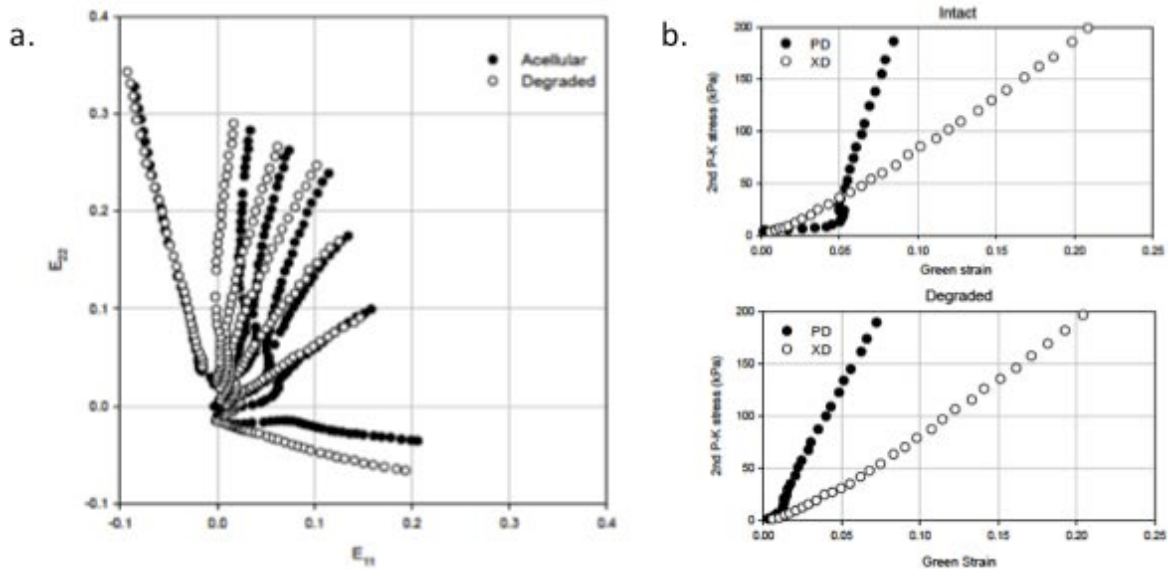 a.
0.4
0.3
0.2
0.1
0.0
-0.1
E22
-0.1
0.0
0.1
0.2
0.3
0.4
E11
Acellular
Degraded
b.
Intact
200
150
100
50
0
2nd P-K stress (kPa)
PD
XD
0.00
0.05
0.10
0.15
0.20
0.25
Green strain
Degraded
200
150
100
50
0
2nd P-K stress (kPa)
PD
XD
0.00
0.05
0.10
0.15
0.20
0.25
Green Strain